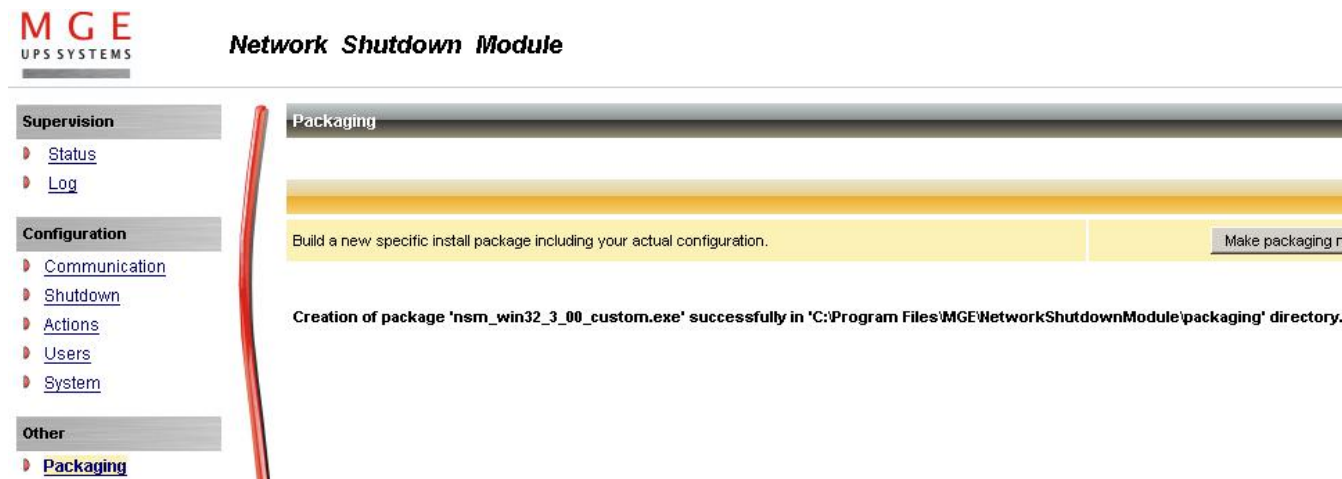 MGE
UPS SYSTEMS
Network Shutdown Module
Supervision
Status
Log
Configuration
Communication
Shutdown
Actions
Users
System
Other
Packaging
Packaging
Build a new specific install package including your actual configuration.
Make packaging
Creation of package 'nsm_win32_3_00_custom.exe' successfully in 'C:\Program Files\MGE\NetworkShutdownModule\packaging' directory.